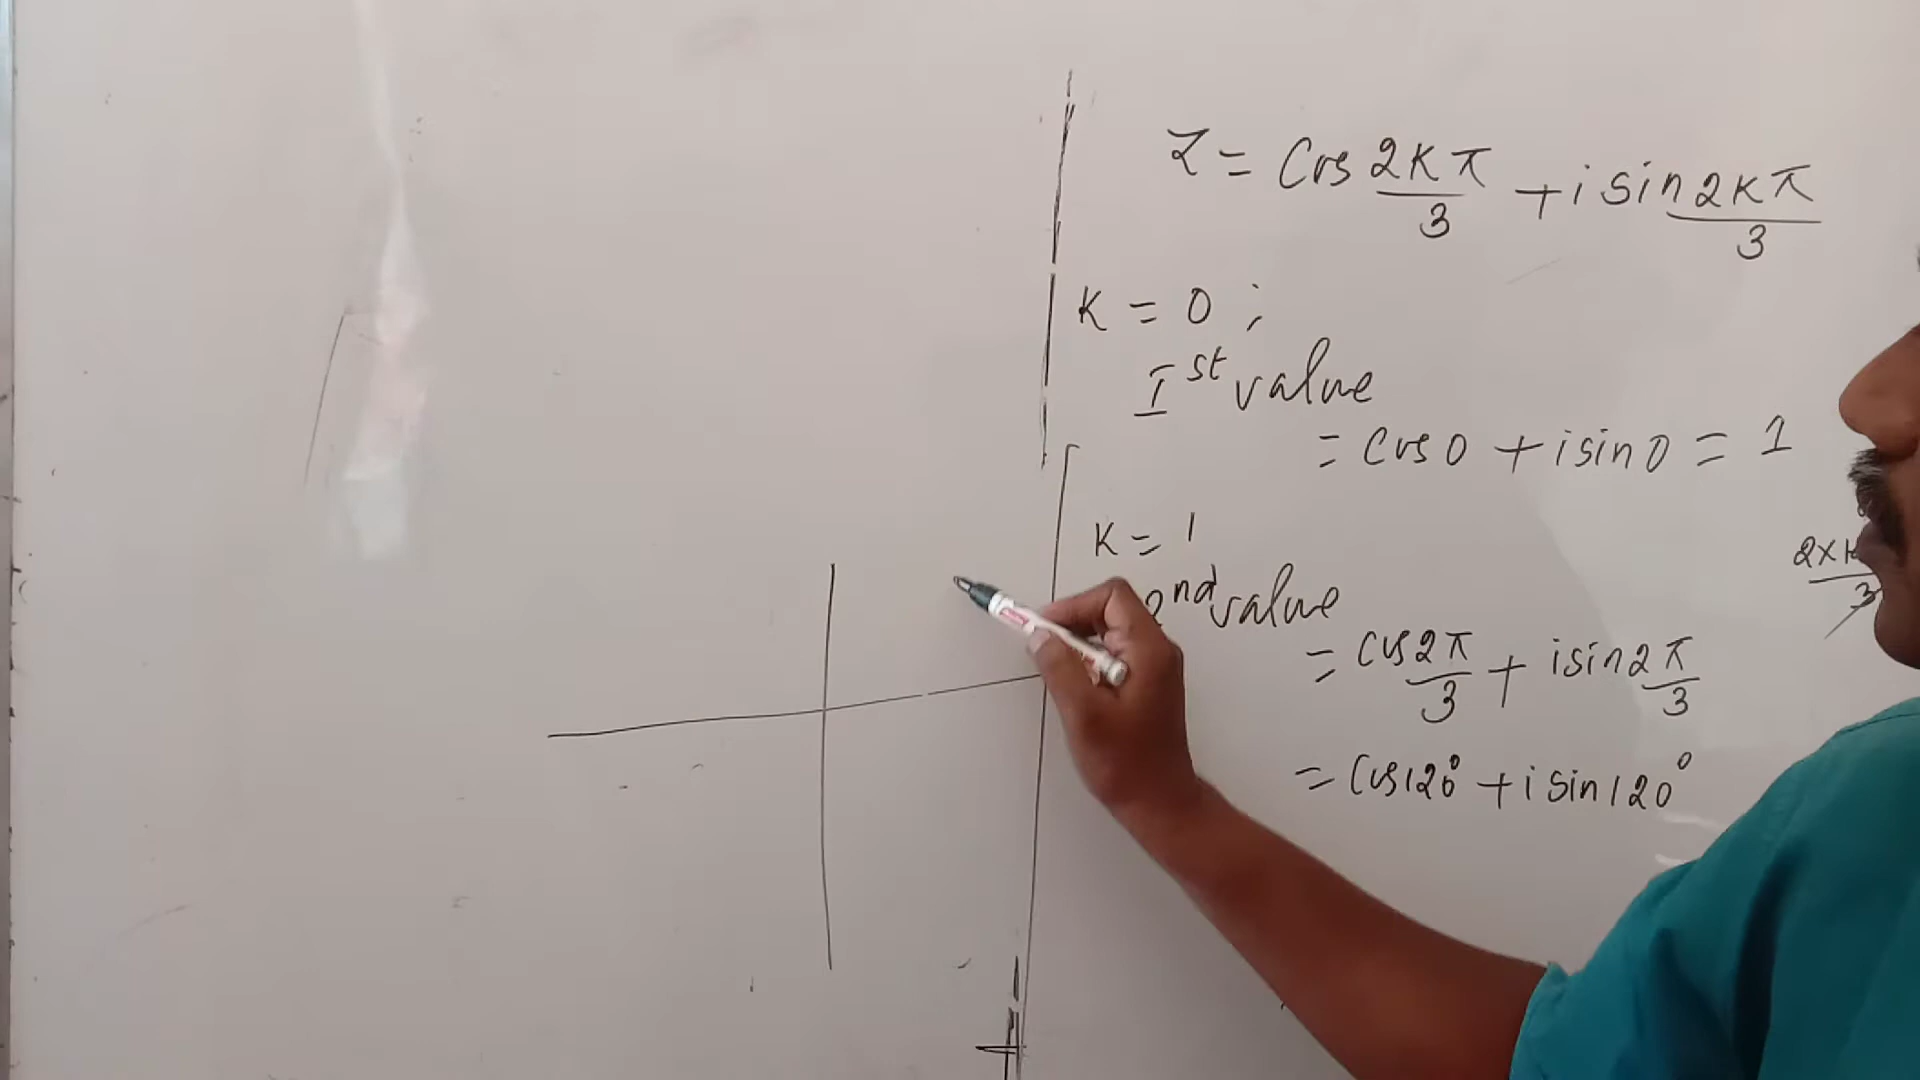 z = Cos 2kπ/3 + i sin 2kπ/3
K = 0 ;
Ist value
= Cos 0 + i sin 0 = 1
K = 1
2nd value
= Cos 2π/3 + i sin 2π/3
= Cos 120° + i sin 120°